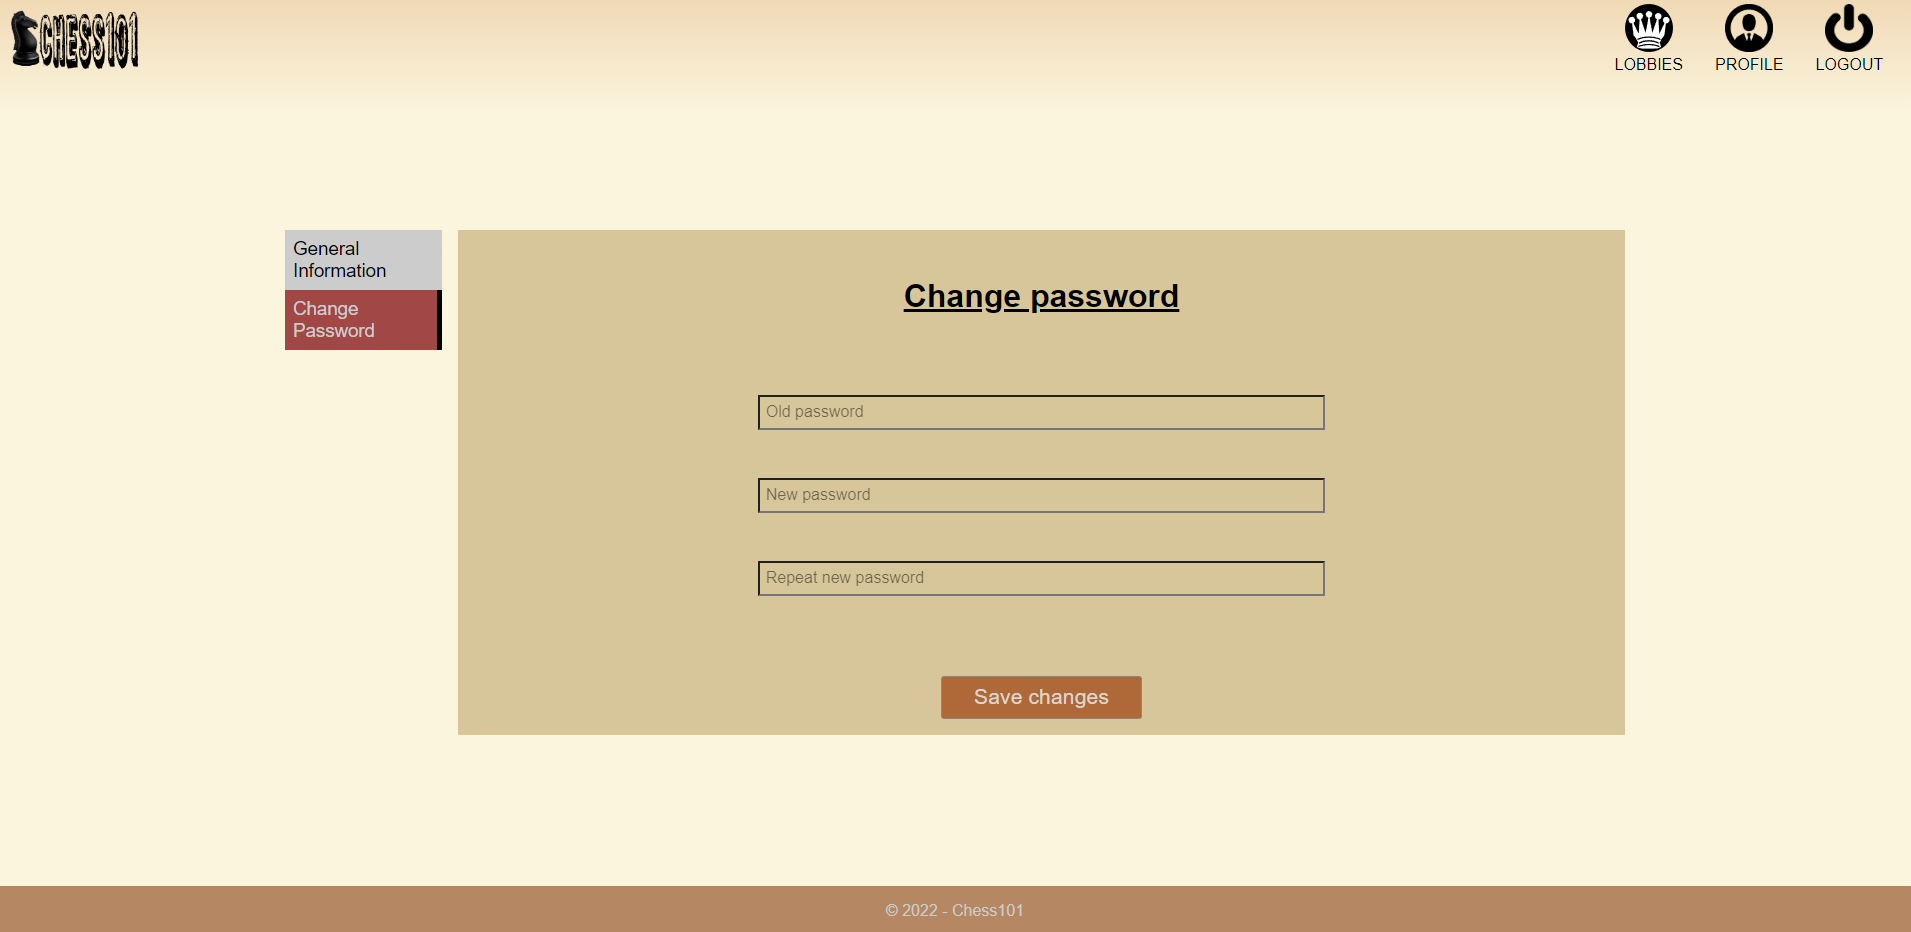 CHESS101
LOBBIES
PROFILE
LOGOUT
General
Information
Change
Password
Change password
Old password
New password
Repeat new password
Save changes
© 2022 - Chess101